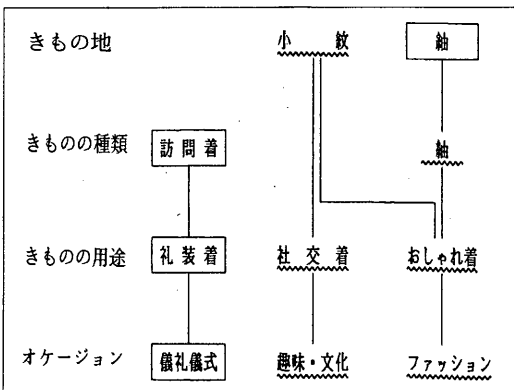 きもの地 小紋 紬
きものの種類 訪問着 紬
きものの用途 礼装着 社交着 おしゃれ着
オケージョン 儀礼儀式 趣味・文化 ファッション